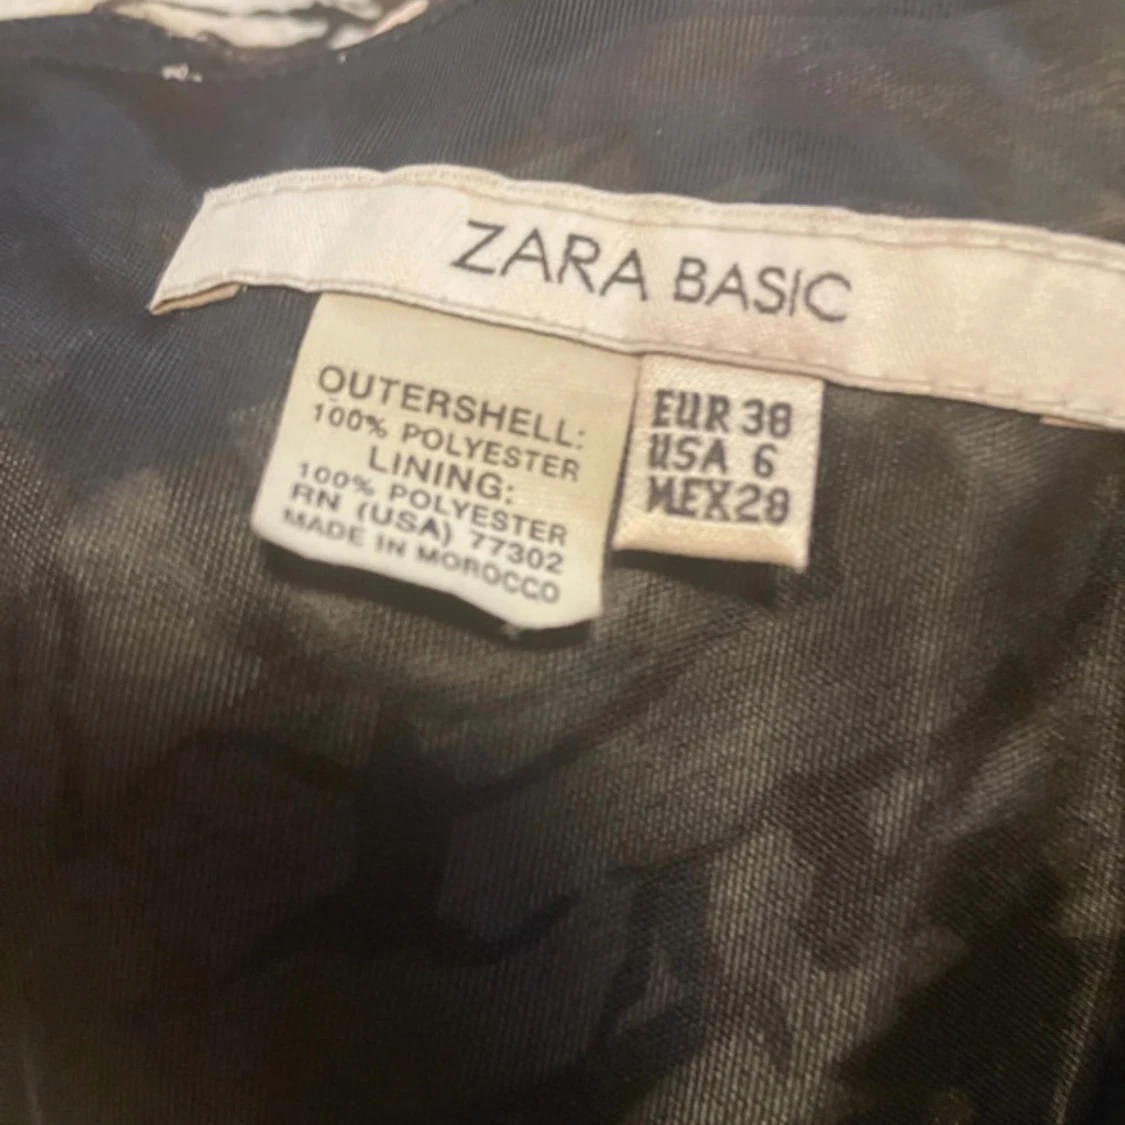 ZARA BASIC
OUTERSHELL:
100% POLYESTER
LINING:
100% POLYESTER
RN (USA) 77302
MADE IN MOROCCO
EUR 38
USA 6
MEX 28